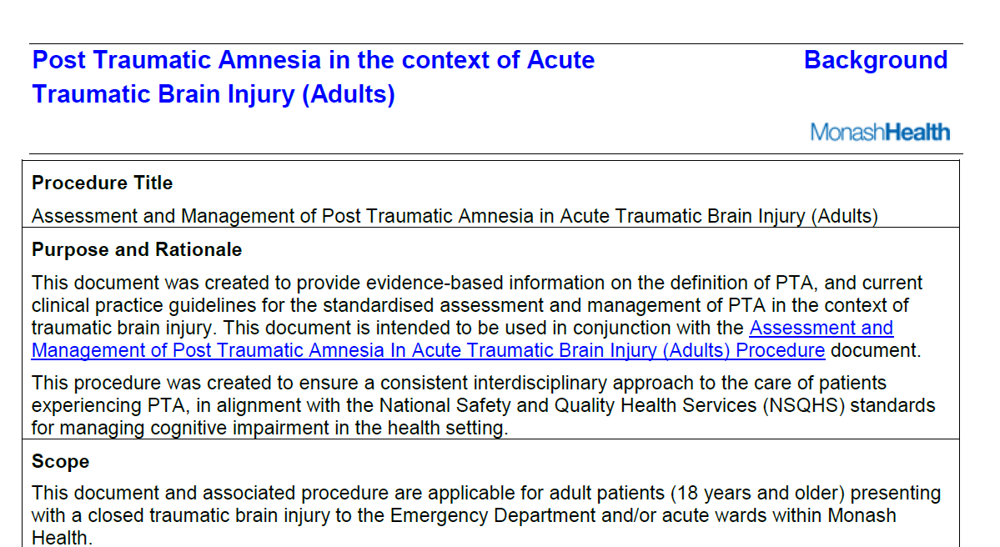 Post Traumatic Amnesia in the context of Acute
Traumatic Brain Injury (Adults)
Background
MonashHealth
Procedure Title
Assessment and Management of Post Traumatic Amnesia in Acute Traumatic Brain Injury (Adults)
Purpose and Rationale
This document was created to provide evidence-based information on the definition of PTA, and current
clinical practice guidelines for the standardised assessment and management of PTA in the context of
traumatic brain injury. This document is intended to be used in conjunction with the Assessment and
Management of Post Traumatic Amnesia In Acute Traumatic Brain Injury (Adults) Procedure document.
This procedure was created to ensure a consistent interdisciplinary approach to the care of patients
experiencing PTA, in alignment with the National Safety and Quality Health Services (NSQHS) standards
for managing cognitive impairment in the health setting.
Scope
This document and associated procedure are applicable for adult patients (18 years and older) presenting
with a closed traumatic brain injury to the Emergency Department and/or acute wards within Monash
Health.